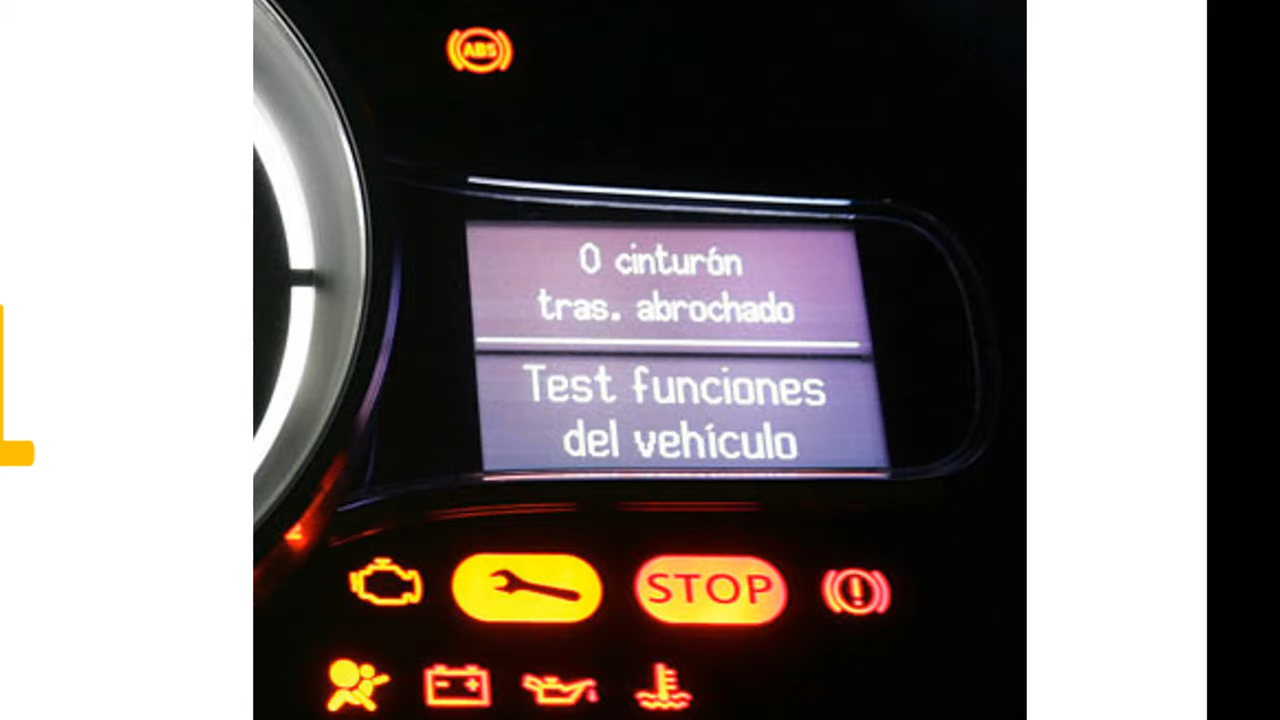 ABS
0 cinturón
tras. abrochado
Test funciones
del vehículo
STOP